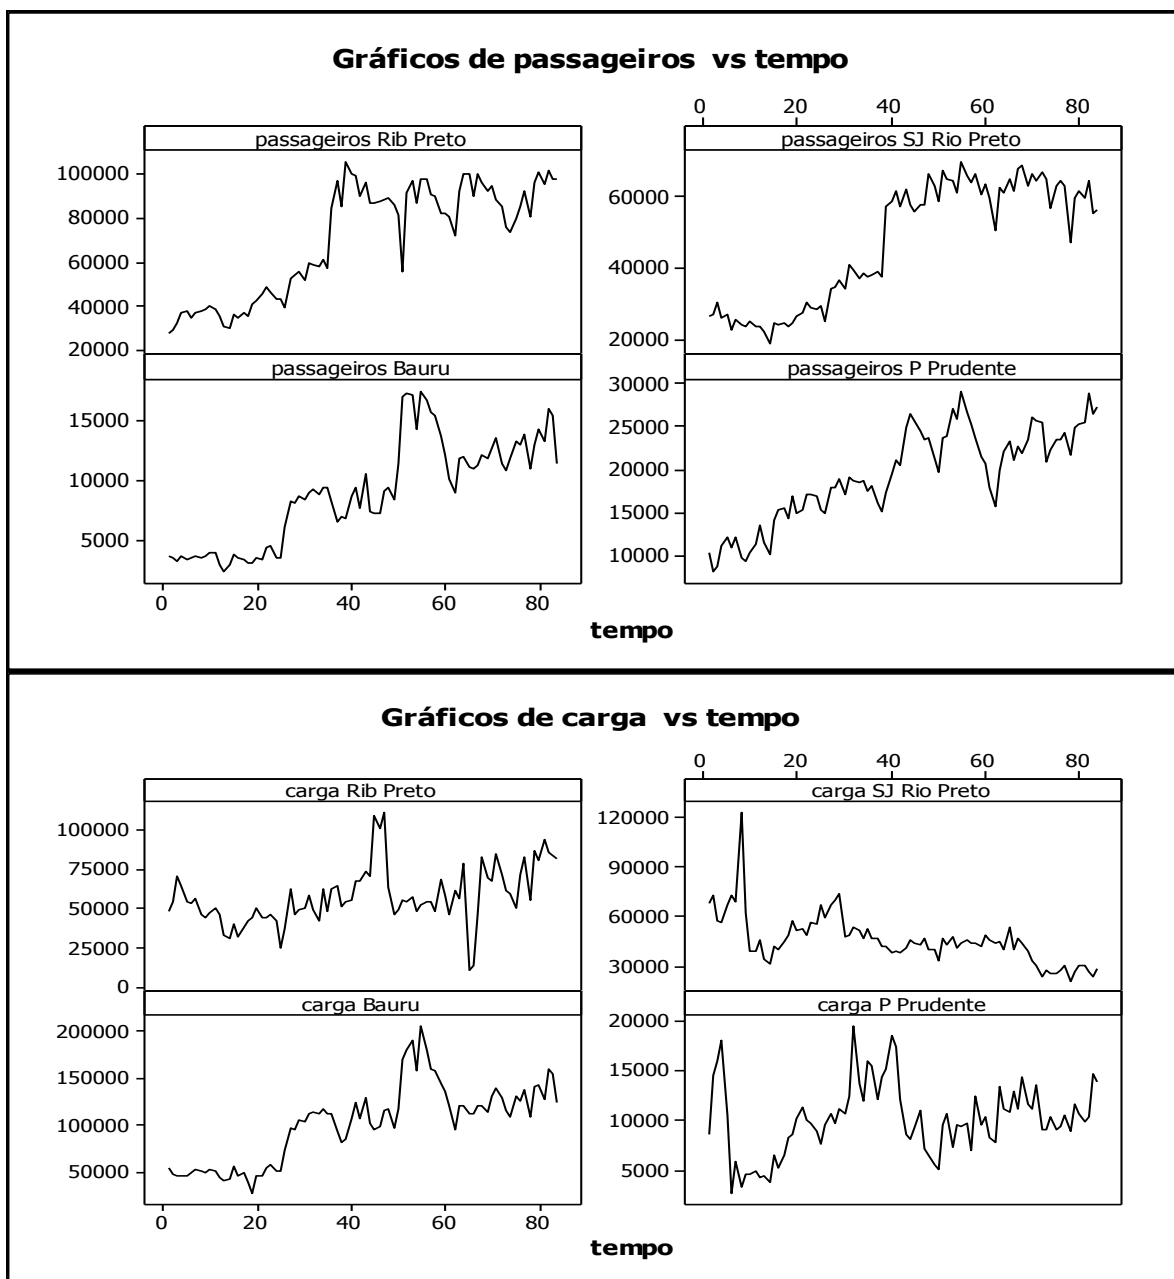 Gráficos de passageiros vs tempo
0 20 40 60 80
passageiros Rib Preto
passageiros SJ Rio Preto
100000
80000
60000
40000
20000
60000
40000
20000
passageiros Bauru
passageiros P Prudente
15000
10000
5000
30000
25000
20000
15000
10000
0 20 40 60 80
tempo
Gráficos de carga vs tempo
0 20 40 60 80
carga Rib Preto
carga SJ Rio Preto
100000
75000
50000
25000
0
120000
90000
60000
30000
carga Bauru
carga P Prudente
200000
150000
100000
50000
20000
15000
10000
5000
0 20 40 60 80
tempo